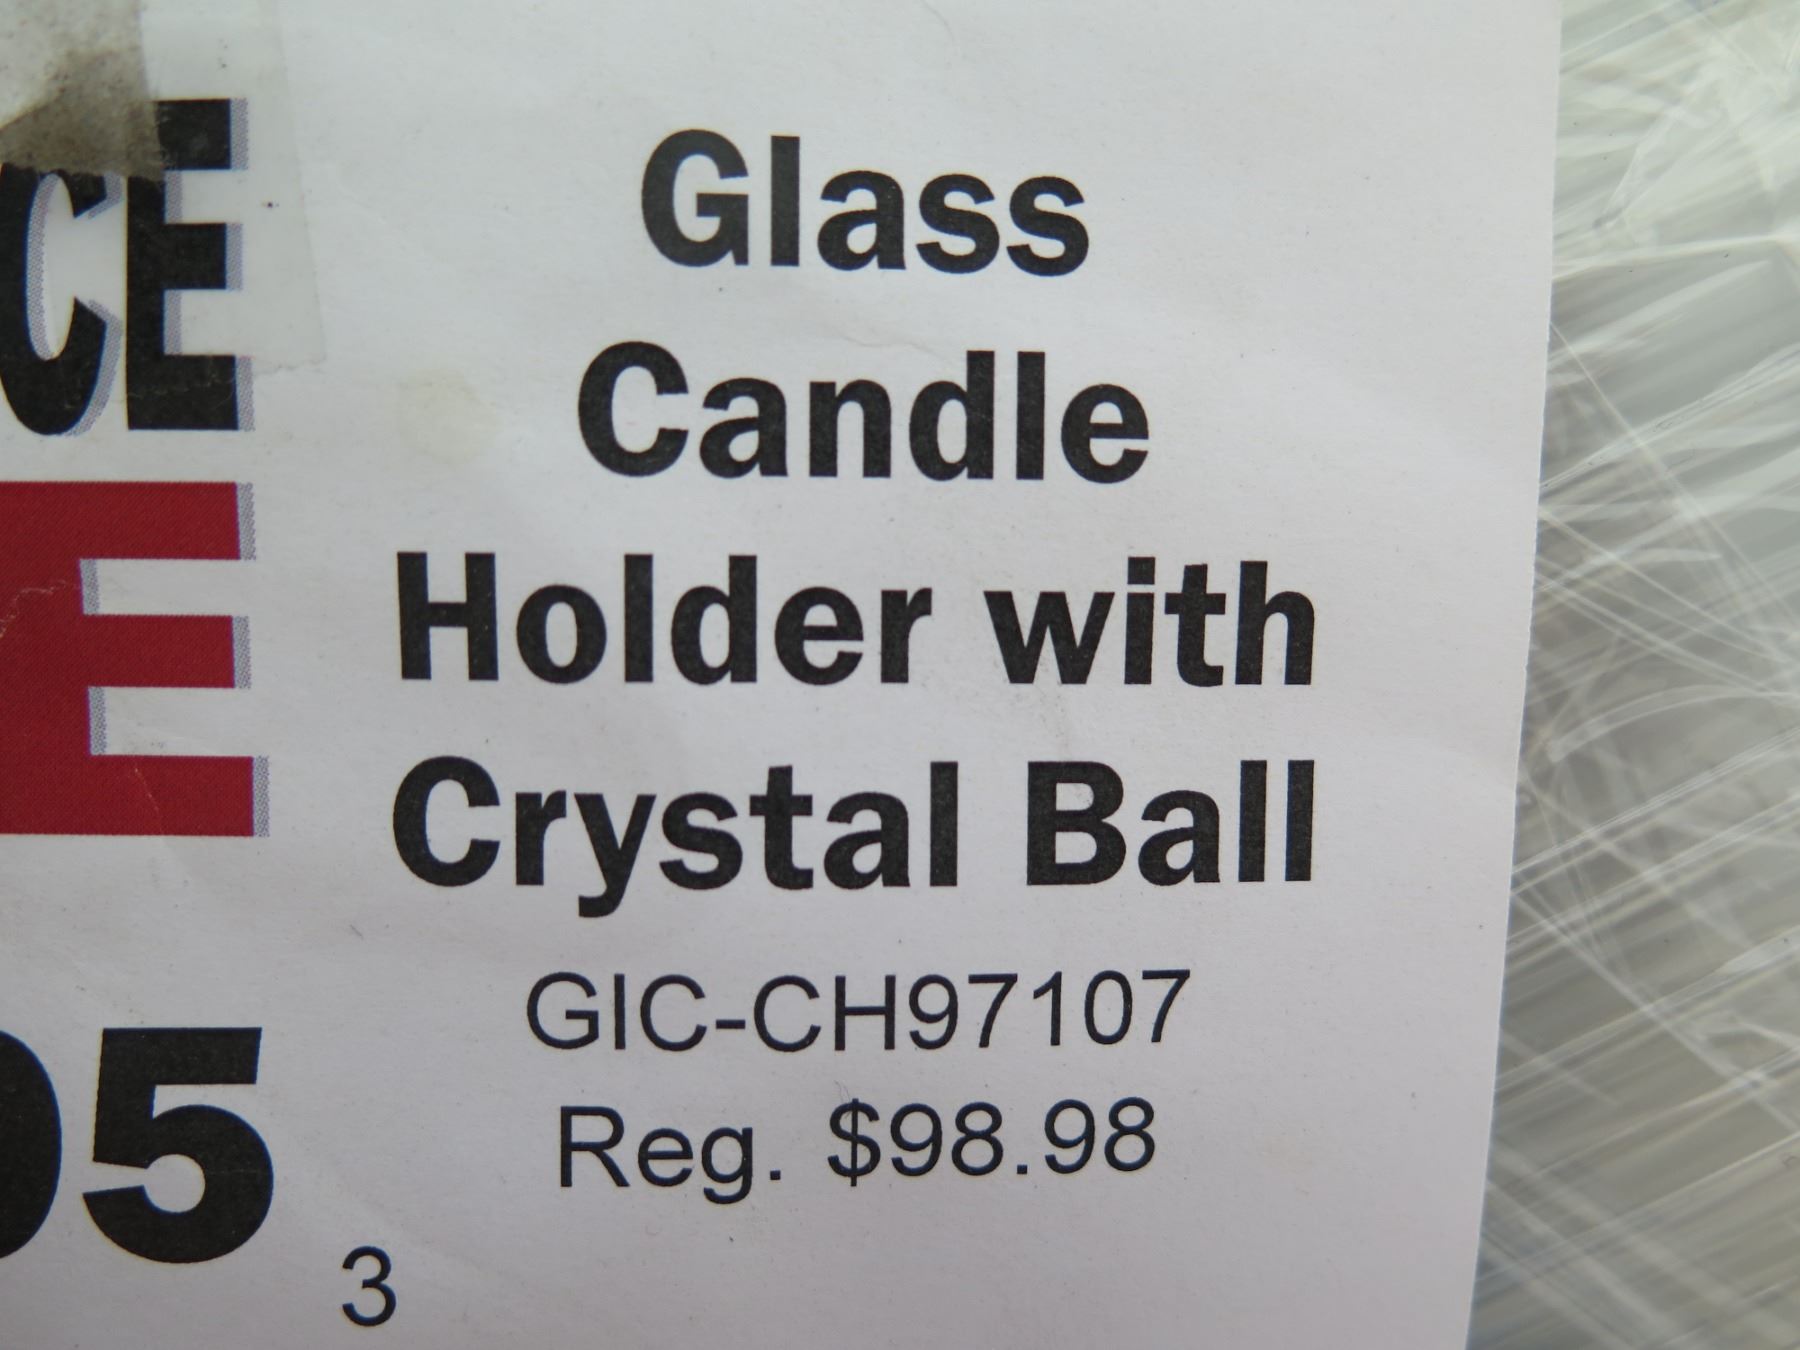 Glass
Candle
Holder with
Crystal Ball
GIC-CH97107
Reg. $98.98
CE
E
95
3